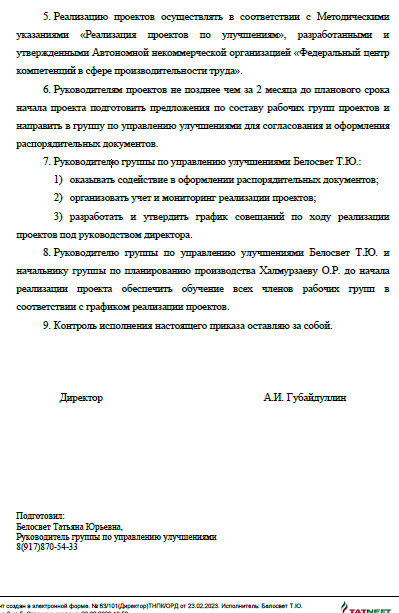 5. Реализацию проектов осуществлять в соответствии с Методическими
указаниями «Реализация проектов по улучшениям», разработанными и
утвержденными Автономной некоммерческой организацией «Федеральный центр
компетенций в сфере производительности труда».
6. Руководителям проектов не позднее чем за 2 месяца до планового срока
начала проекта подготовить предложения по составу рабочих групп проектов и
направить в группу по управлению улучшениями для согласования и оформления
распорядительных документов.
7. Руководителю группы по управлению улучшениями Белосвет Т.Ю.:
1) оказывать содействие в оформлении распорядительных документов;
2) организовать учет и мониторинг реализации проектов;
3) разработать и утвердить график совещаний по ходу реализации
проектов под руководством директора.
8. Руководителю группы по управлению улучшениями Белосвет Т.Ю. и
начальнику группы по планированию производства Халмурзаеву О.Р. до начала
реализации проекта обеспечить обучение всех членов рабочих групп в
соответствии с графиком реализации проектов.
9. Контроль исполнения настоящего приказа оставляю за собой.
Директор А.И. Губайдуллин
Подготовил:
Белосвет Татьяна Юрьевна,
Руководитель группы по управлению улучшениями
8(917)870-54-33
нт создан в электронной форме. № 63/101(Директор)ТНПК/ОРД от 23.02.2023. Исполнитель: Белосвет Т.Ю.
TATNEFT